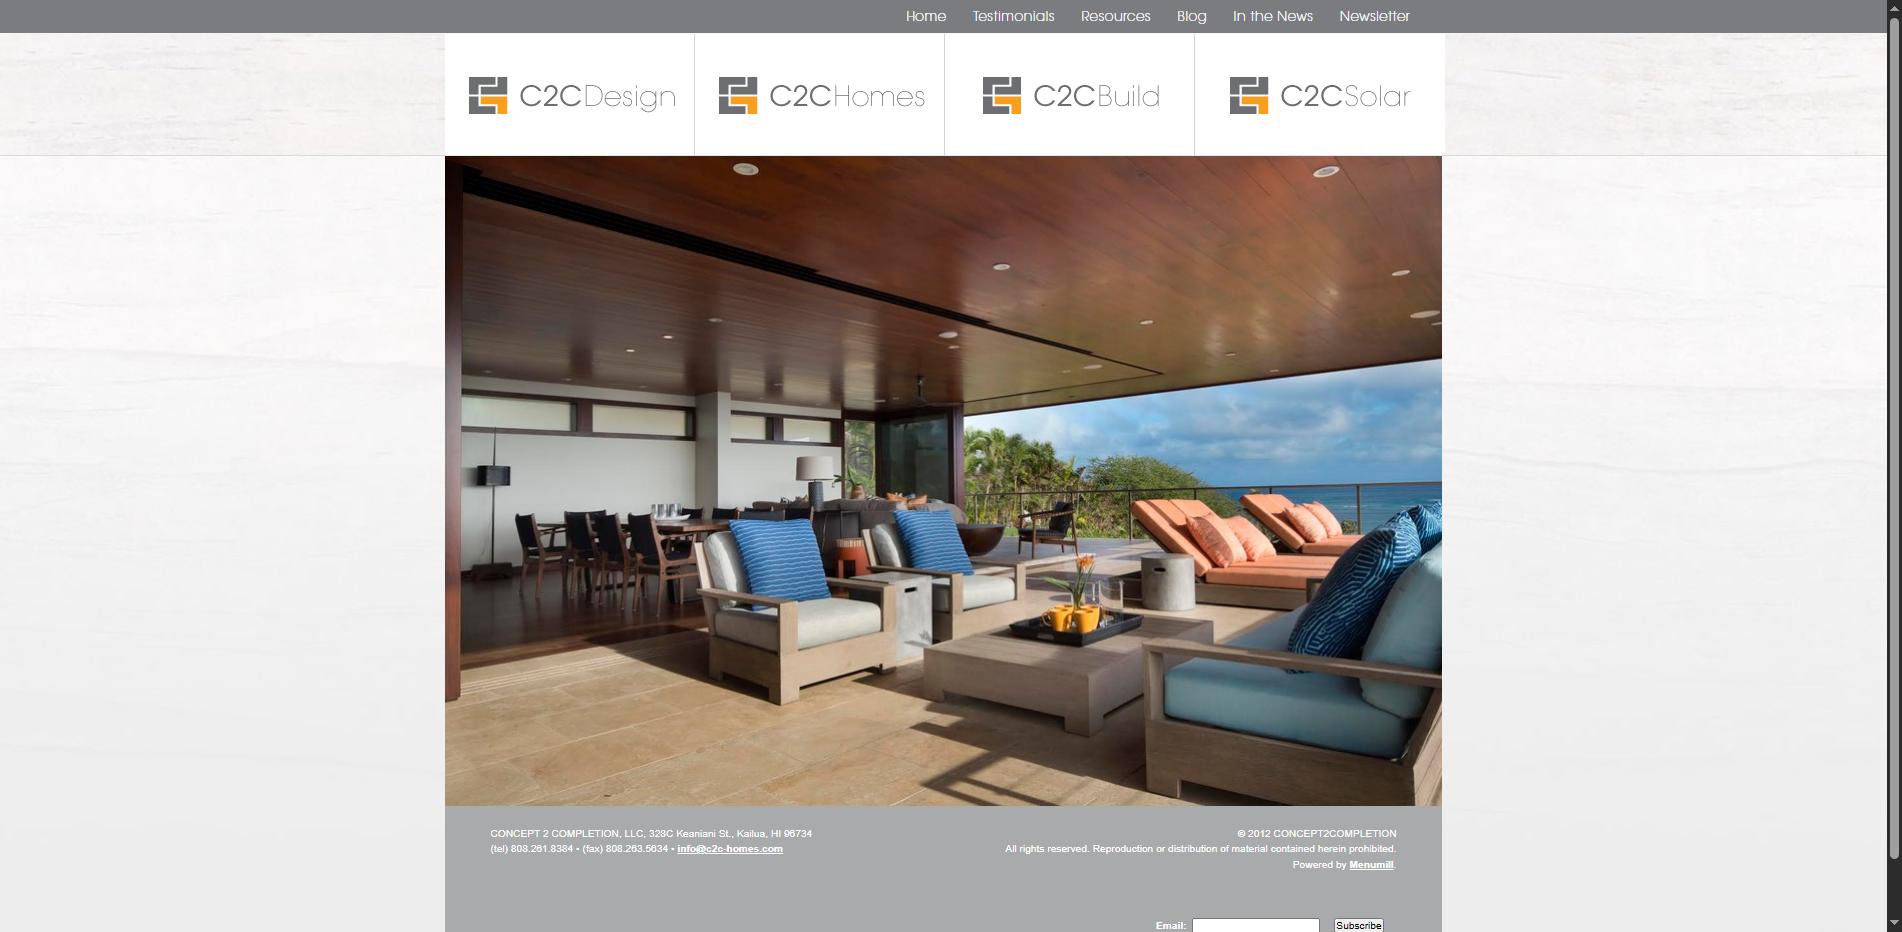 Home Testimonials Resources Blog In the News Newsletter
C2CDesign C2CHomes C2CBuild C2CSolar
CONCEPT 2 COMPLETION, LLC, 328C Keaniani St., Kailua, HI 96734
(tel) 808.261.8384 • (fax) 808.263.5634 • info@c2c-homes.com
© 2012 CONCEPT2COMPLETION
All rights reserved. Reproduction or distribution of material contained herein prohibited.
Powered by Menumill.
Email: Subscribe